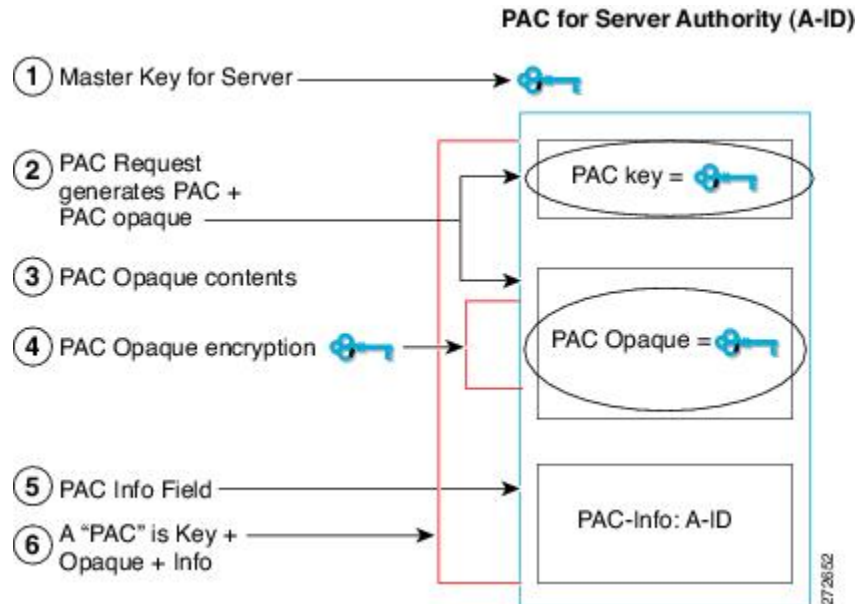 PAC for Server Authority (A-ID)
1 Master Key for Server
2 PAC Request
generates PAC +
PAC opaque
PAC key =
3 PAC Opaque contents
4 PAC Opaque encryption
PAC Opaque =
5 PAC Info Field
PAC-Info: A-ID
6 A “PAC” is Key +
Opaque + Info
272652